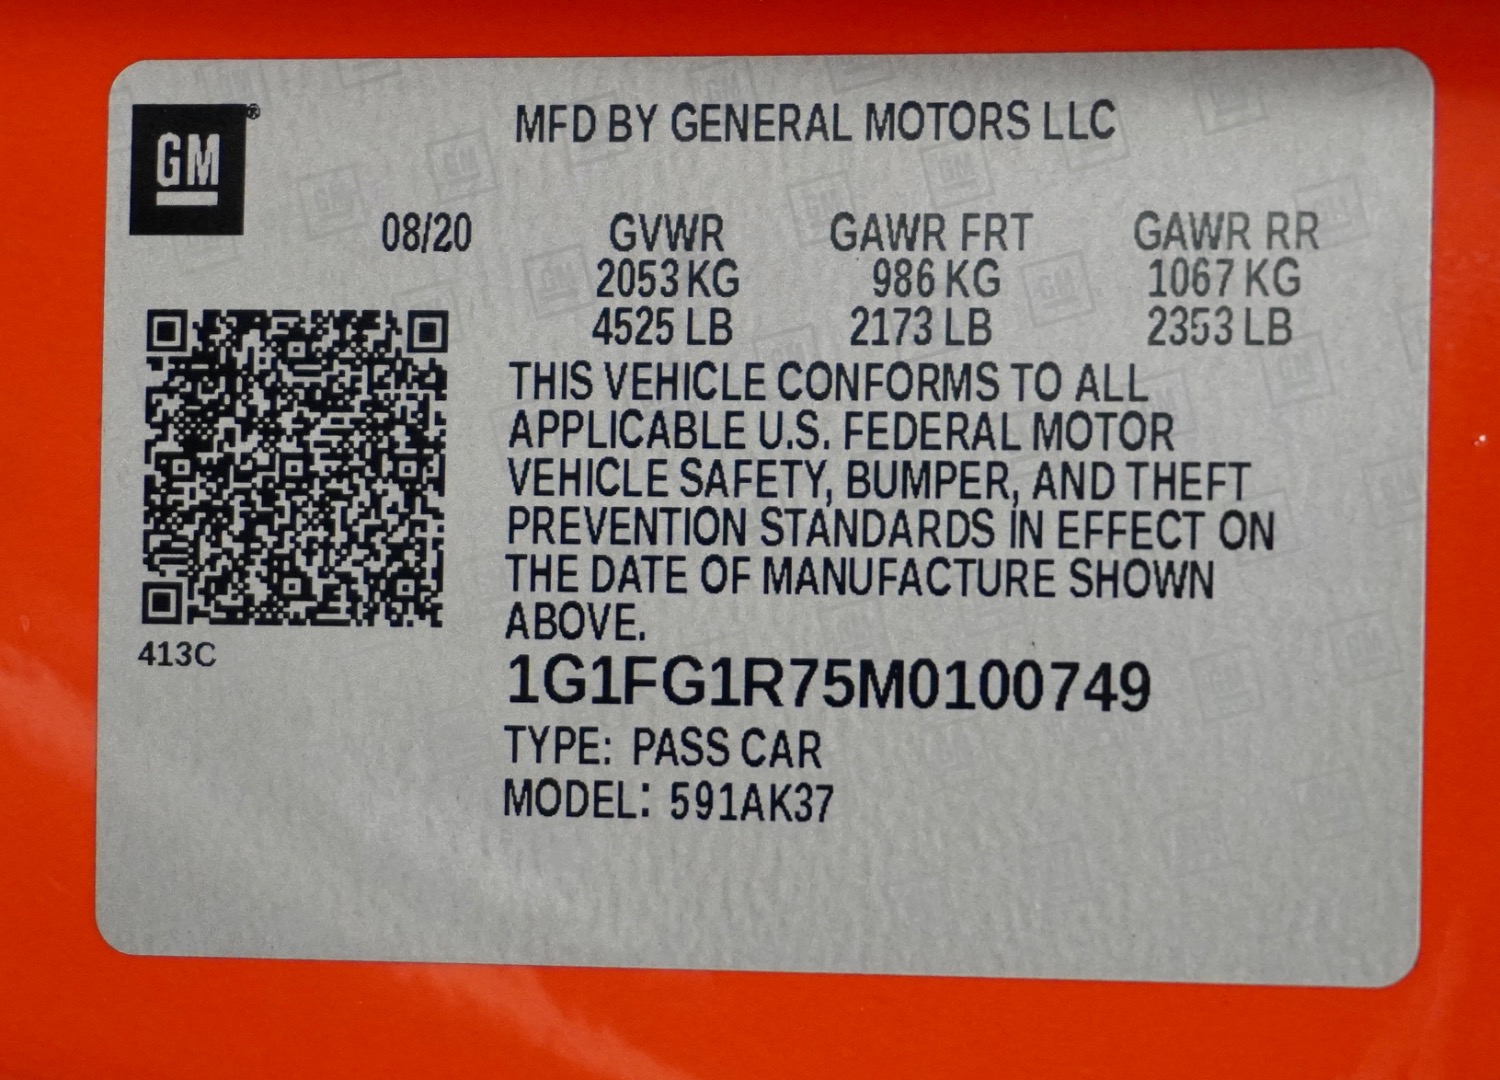 GM®
MFD BY GENERAL MOTORS LLC
08/20 GVWR GAWR FRT GAWR RR
2053 KG 986 KG 1067 KG
4525 LB 2173 LB 2353 LB
THIS VEHICLE CONFORMS TO ALL
APPLICABLE U.S. FEDERAL MOTOR
VEHICLE SAFETY, BUMPER, AND THEFT
PREVENTION STANDARDS IN EFFECT ON
THE DATE OF MANUFACTURE SHOWN
ABOVE.
413C
1G1FG1R75M0100749
TYPE: PASS CAR
MODEL: 591AK37